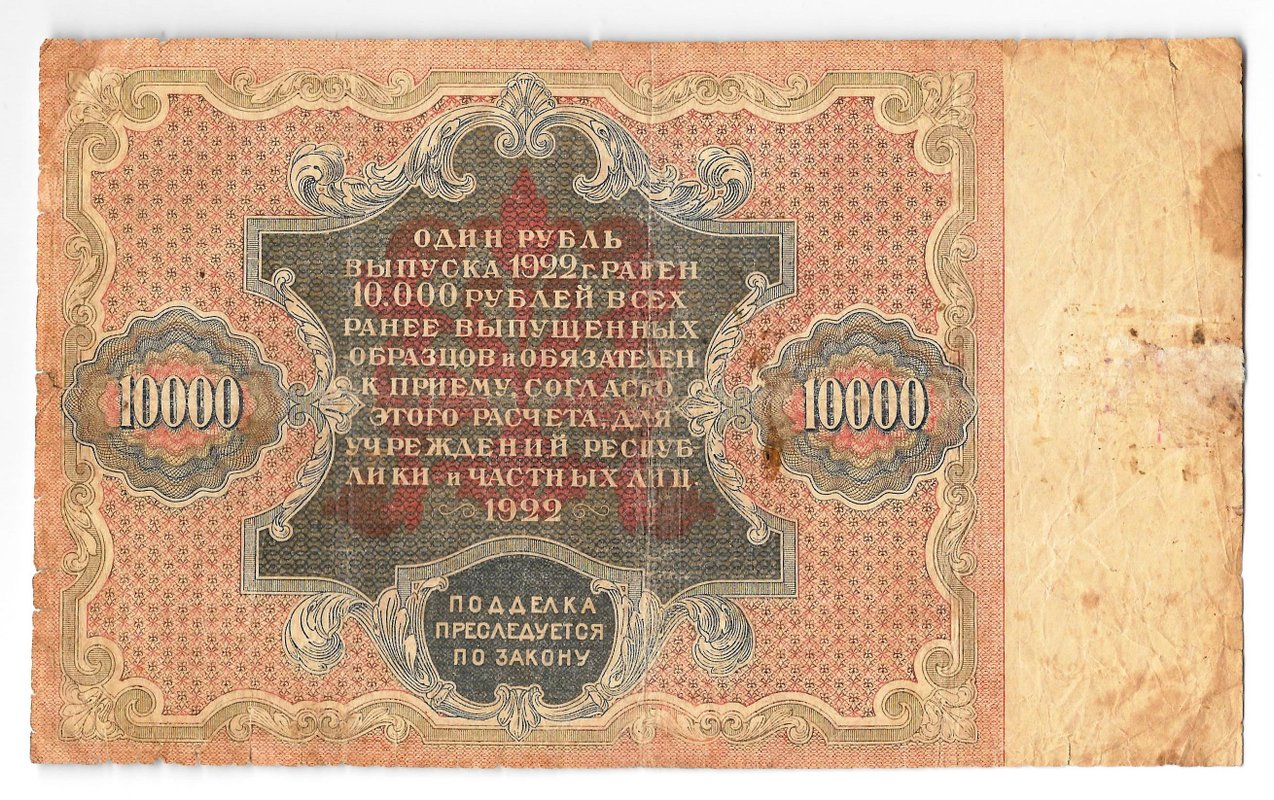 ОДИН РУБЛЬ
ВЫПУСКА 1922 г. РАВЕН
10.000 РУБЛЕЙ ВСЕХ
РАНЕЕ ВЫПУЩЕННЫХ
ОБРАЗЦОВ и ОБЯЗАТЕЛЕН
К ПРИЕМУ, СОГЛАСНО
ЭТОГО РАСЧЕТА, ДЛЯ
10000
10000
УЧРЕЖДЕНИЙ РЕСПУБ
ЛИКИ и ЧАСТНЫХ ЛИЦ.
1922
ПОДДЕЛКА
ПРЕСЛЕДУЕТСЯ
ПО ЗАКОНУ